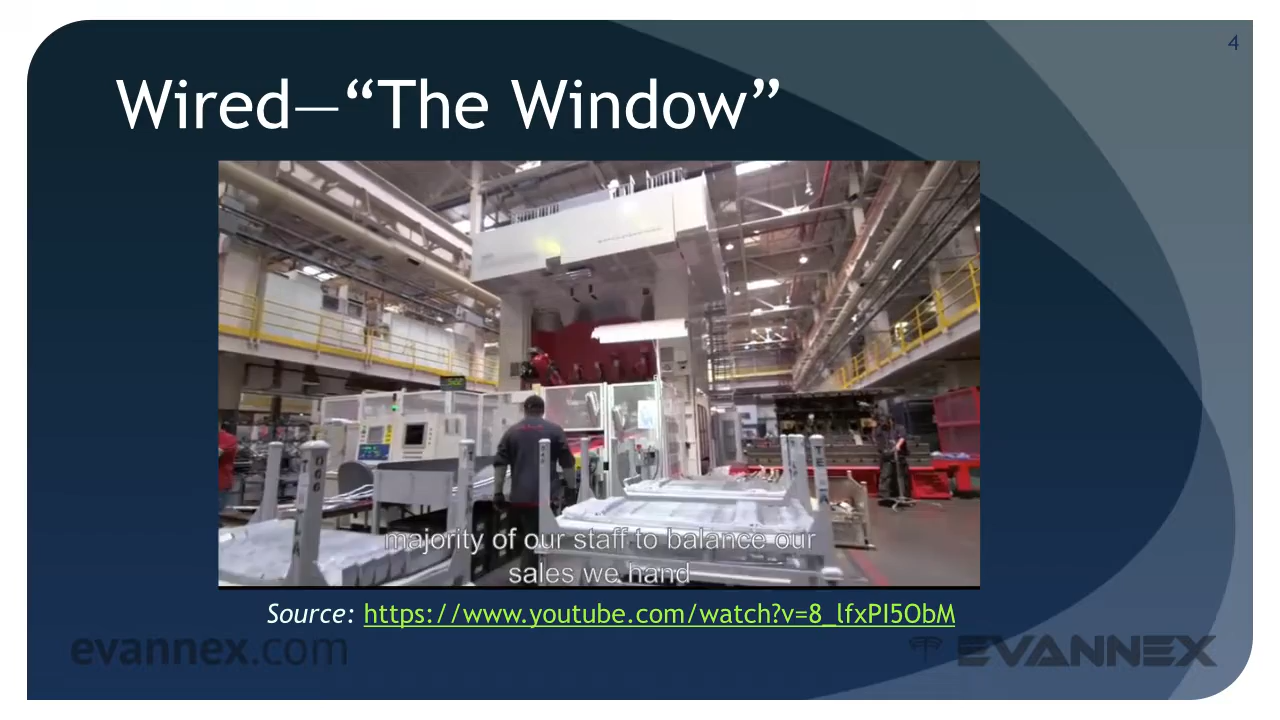 4
Wired—“The Window”
majority of our staff to balance our
sales we hand
Source: https://www.youtube.com/watch?v=8_lfxPI5ObM
evannex.com
EVANNEX